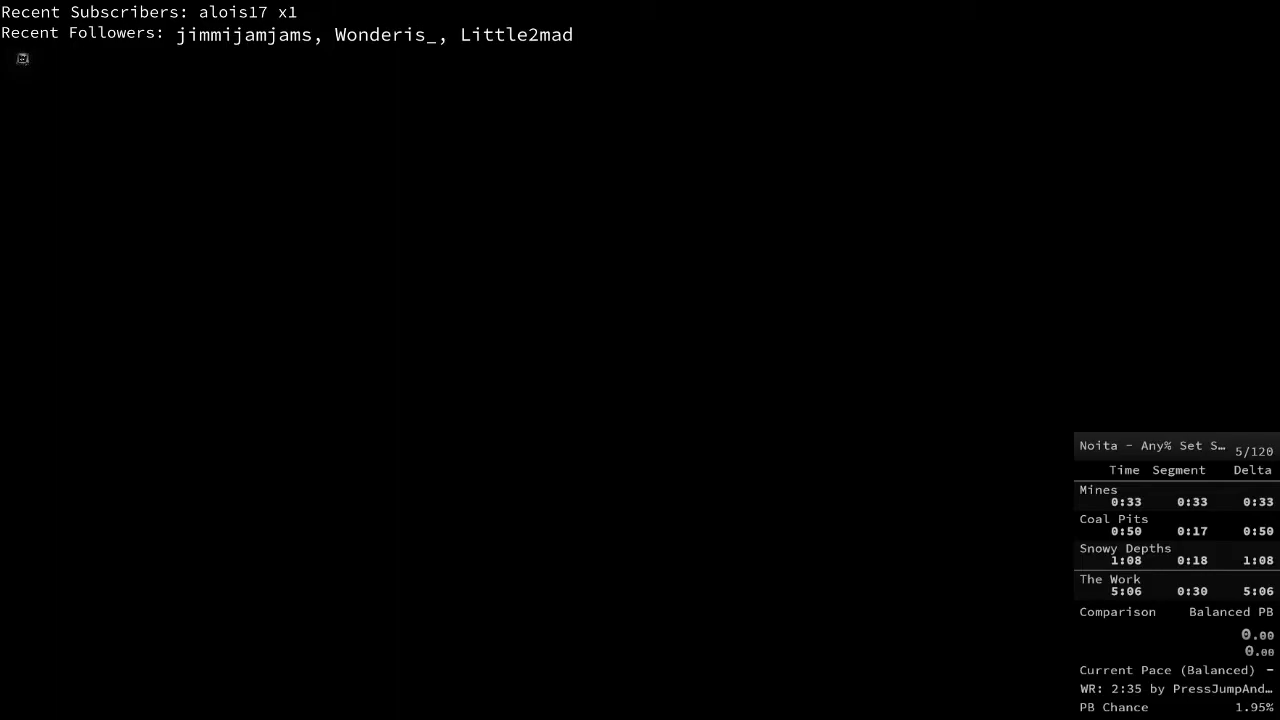 Recent Subscribers: alois17 x1
Recent Followers: jimmijamjams, Wonderis_, Little2mad
Noita - Any% Set S… 5/120
Time Segment Delta
Mines
0:33 0:33 0:33
Coal Pits
0:50 0:17 0:50
Snowy Depths
1:08 0:18 1:08
The Work
5:06 0:30 5:06
Comparison Balanced PB
0.00
0.00
Current Pace (Balanced) -
WR: 2:35 by PressJumpAnd…
PB Chance 1.95%